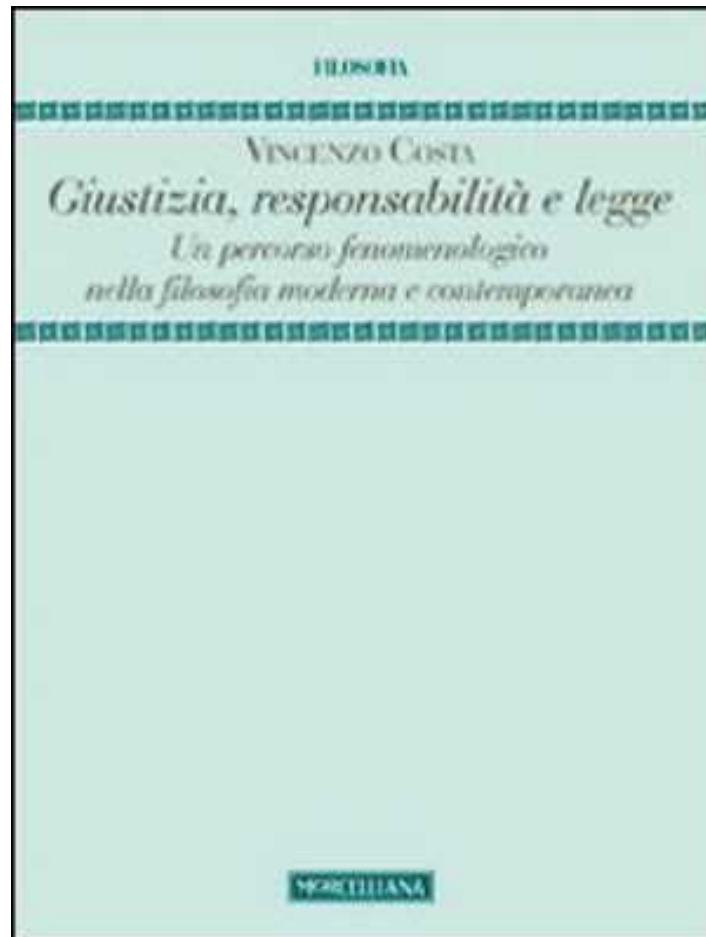 FILOSOFIA
VINCENZO COSTA
Giustizia, responsabilità e legge
Un percorso fenomenologico
nella filosofia moderna e contemporanea
MORCELLIANA